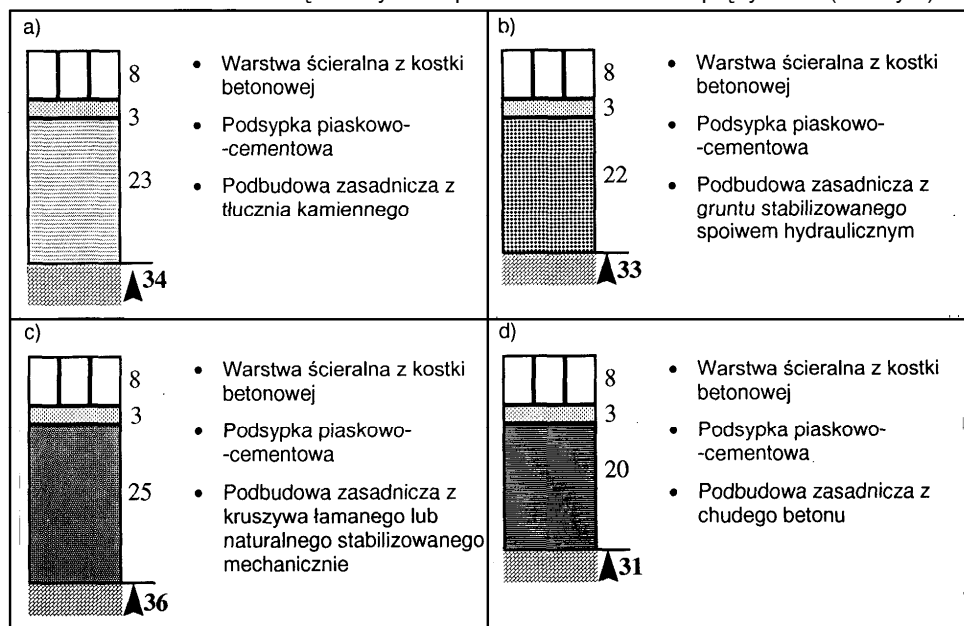 a)
8
3
23
34
• Warstwa ścieralna z kostki
betonowej
• Podsypka piaskowo-
-cementowa
• Podbudowa zasadnicza z
tłucznia kamiennego
b)
8
3
22
33
• Warstwa ścieralna z kostki
betonowej
• Podsypka piaskowo-
-cementowa
• Podbudowa zasadnicza z
gruntu stabilizowanego
spoiwem hydraulicznym
c)
8
3
25
36
• Warstwa ścieralna z kostki
betonowej
• Podsypka piaskowo-
-cementowa
• Podbudowa zasadnicza z
kruszywa łamanego lub
naturalnego stabilizowanego
mechanicznie
d)
8
3
20
31
• Warstwa ścieralna z kostki
betonowej
• Podsypka piaskowo-
-cementowa
• Podbudowa zasadnicza z
chudego betonu